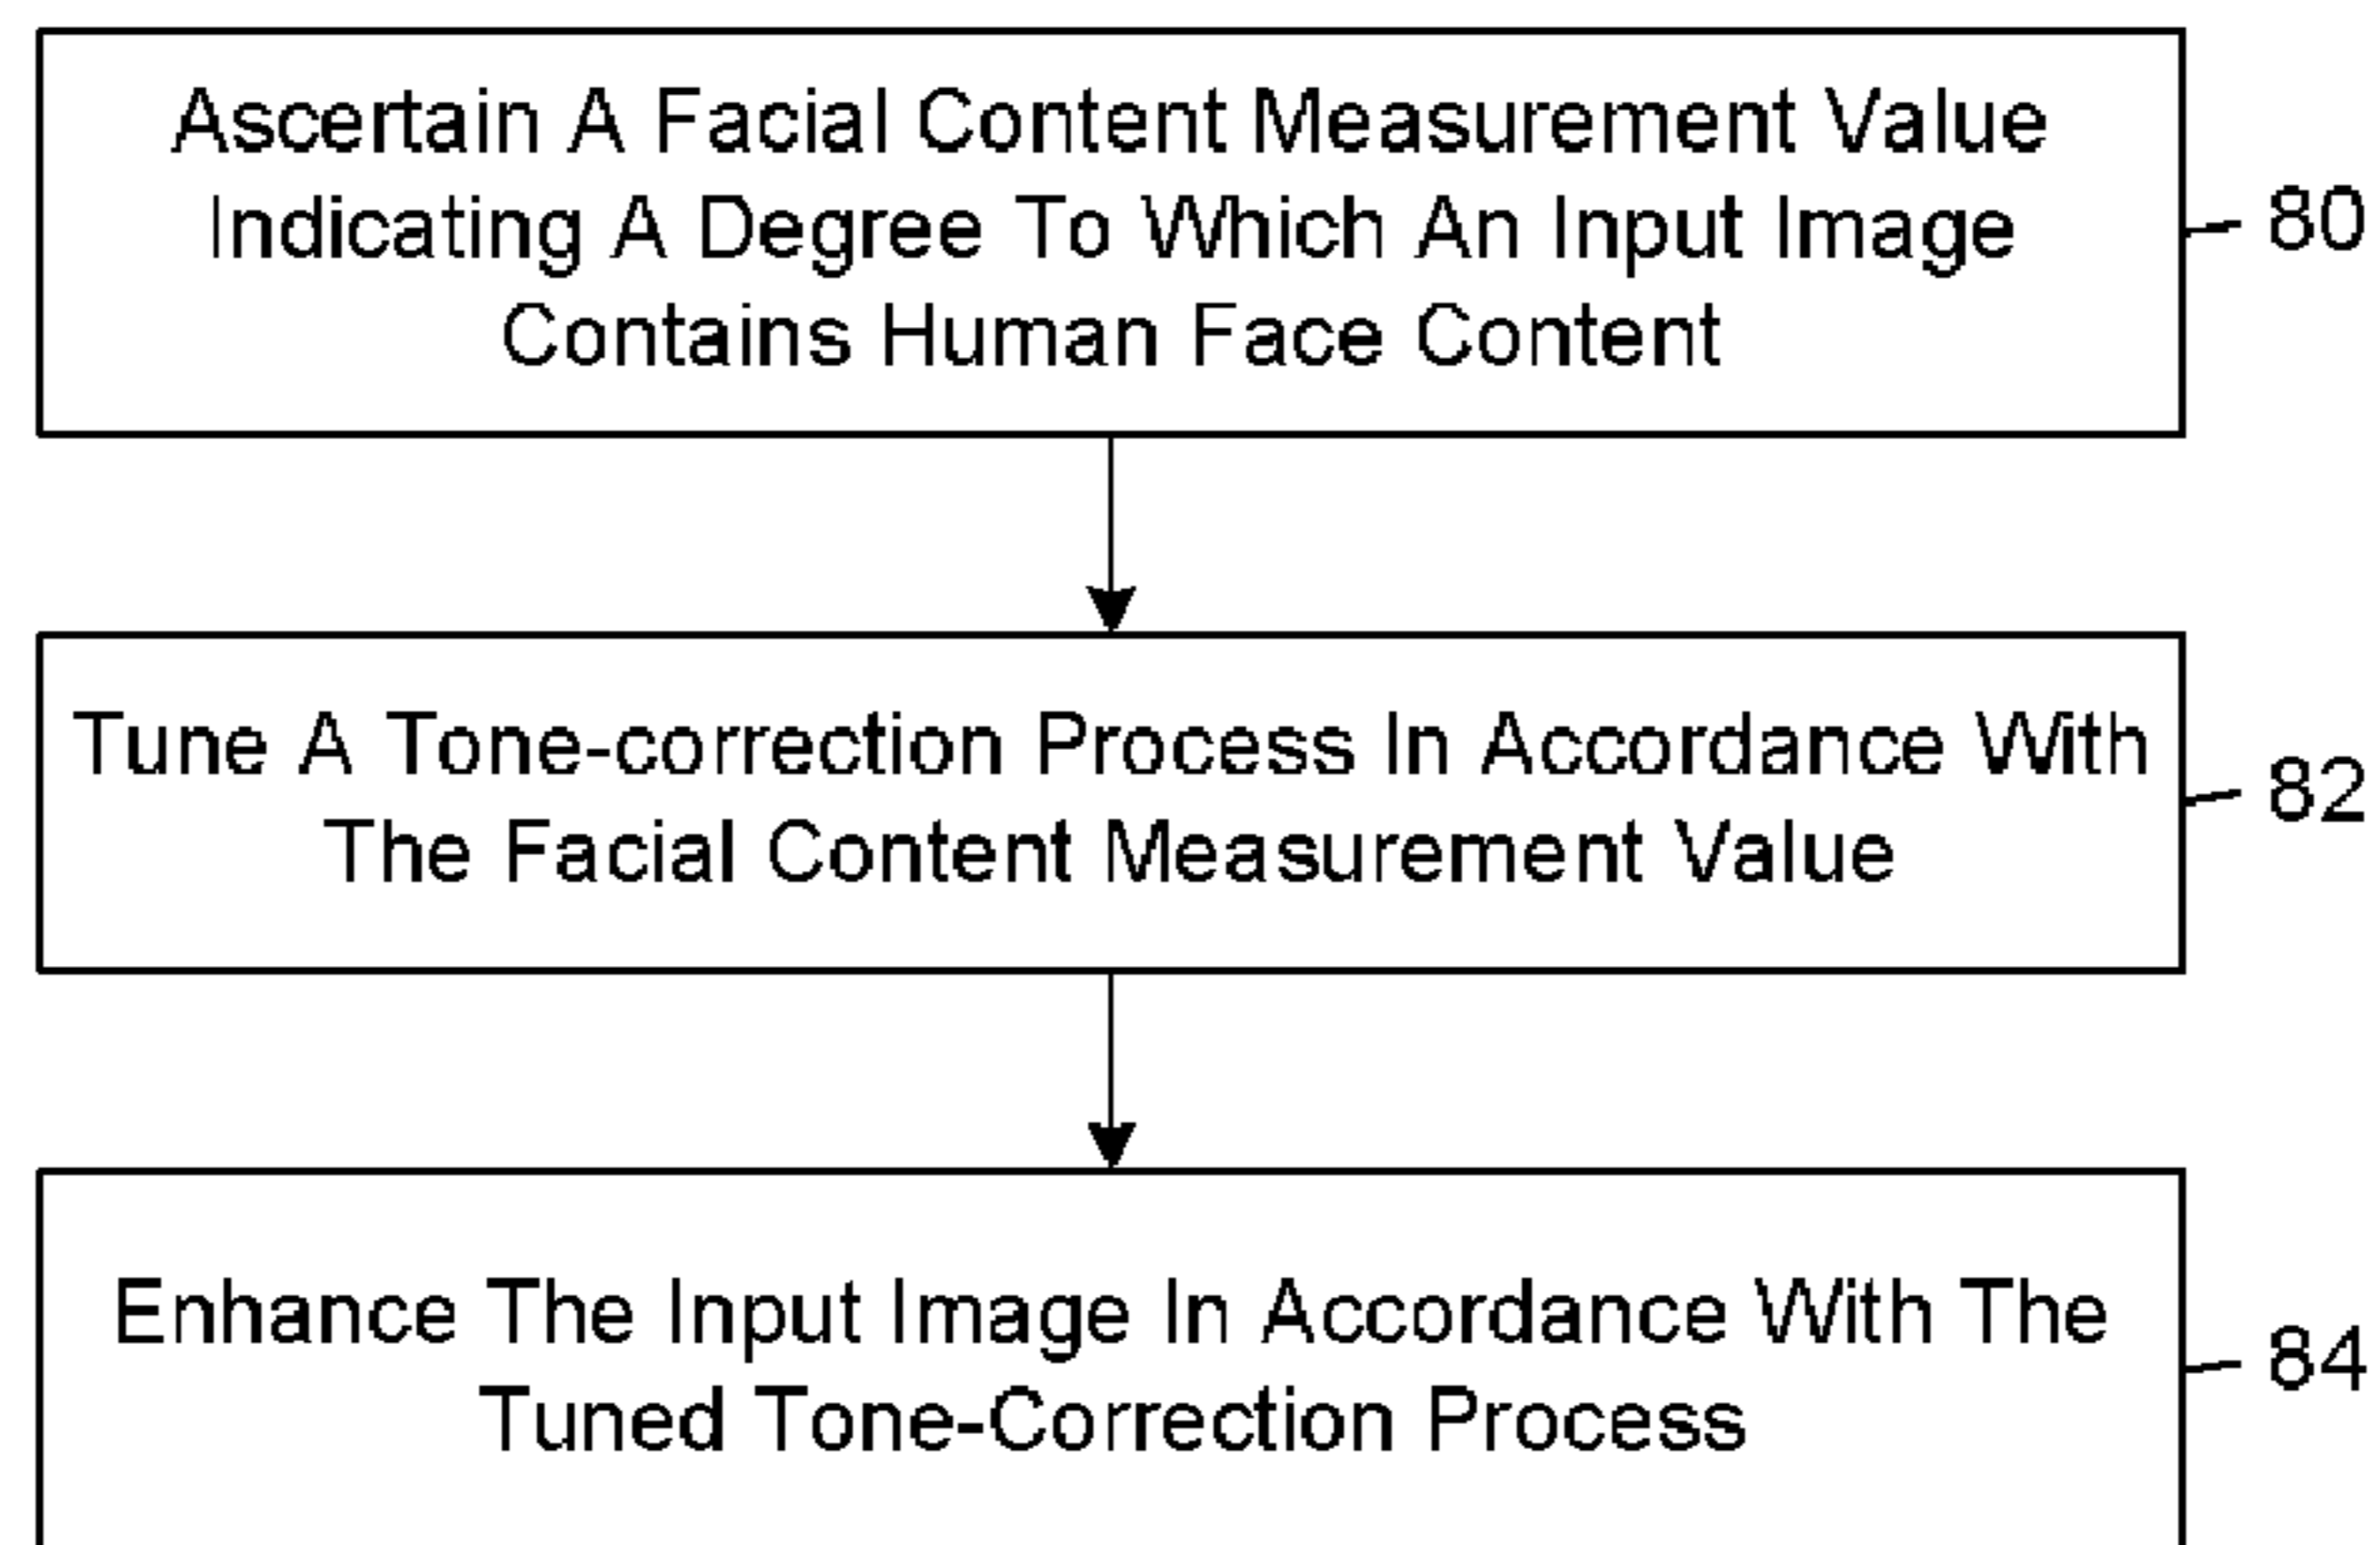 Ascertain A Facial Content Measurement Value
Indicating A Degree To Which An Input Image
Contains Human Face Content
80
Tune A Tone-correction Process In Accordance With
The Facial Content Measurement Value
82
Enhance The Input Image In Accordance With The
Tuned Tone-Correction Process
84